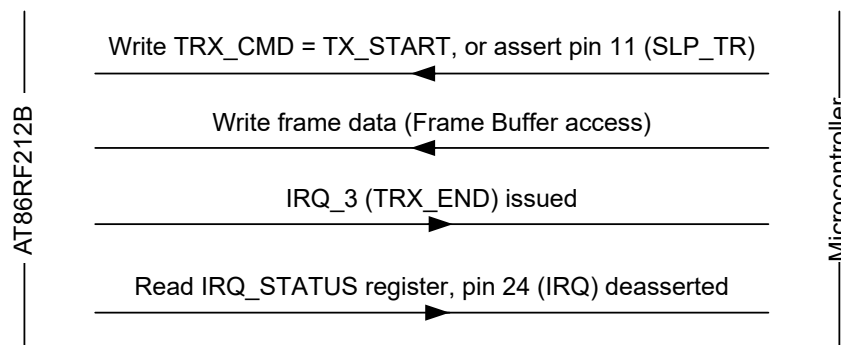 Write TRX_CMD = TX_START, or assert pin 11 (SLP_TR)
Write frame data (Frame Buffer access)
IRQ_3 (TRX_END) issued
Read IRQ_STATUS register, pin 24 (IRQ) deasserted
AT86RF212B
Microcontroller